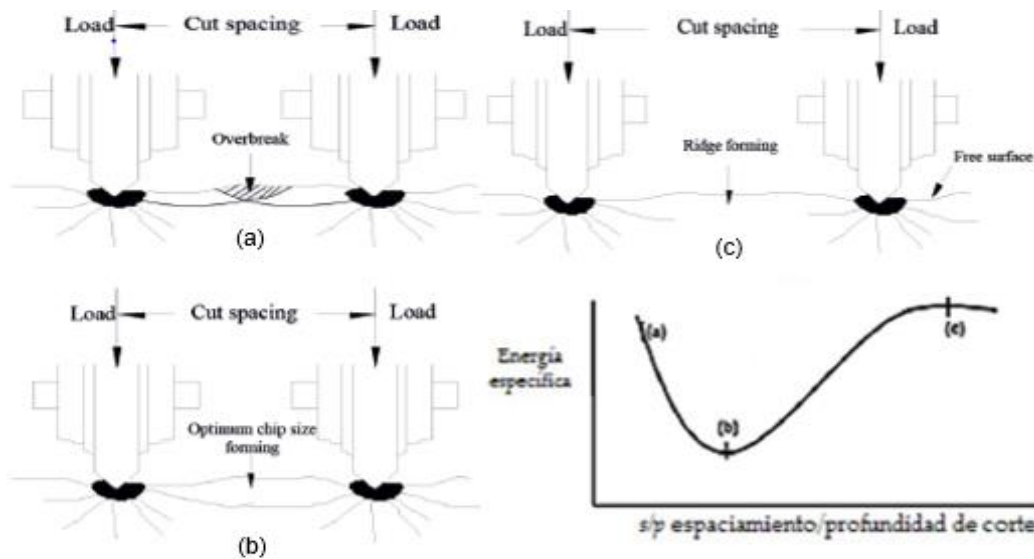 Load Cut spacing Load
Overbreak
(a)
Load Cut spacing Load
Ridge forming
Free surface
(c)
Load Cut spacing Load
Optimum chip size
forming
(b)
Energía
específica
(a)
(b)
(c)
s/p espaciamiento/profundidad de corte